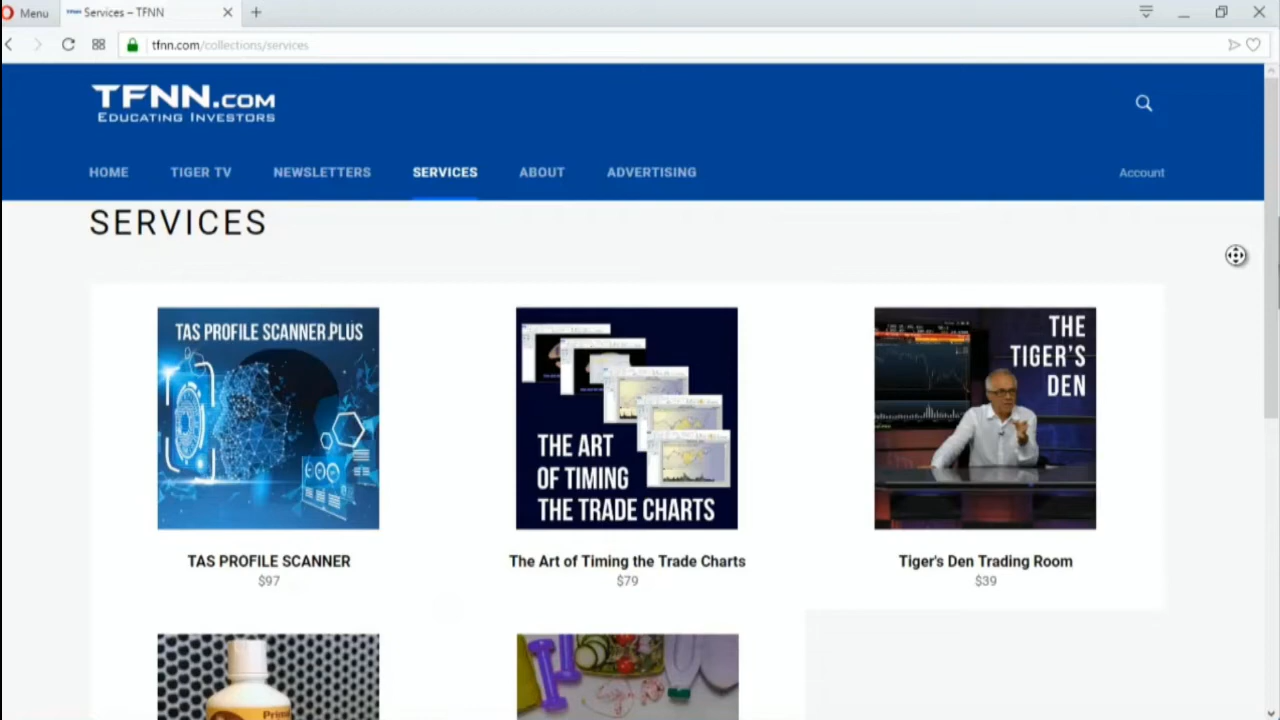 Menu
Services – TFNN
tfnn.com/collections/services
TFNN.COM
EDUCATING INVESTORS
HOME TIGER TV NEWSLETTERS SERVICES ABOUT ADVERTISING Account
SERVICES
TAS PROFILE SCANNER PLUS
THE ART
OF TIMING
THE TRADE CHARTS
THE
TIGER'S
DEN
TAS PROFILE SCANNER
$97
The Art of Timing the Trade Charts
$79
Tiger's Den Trading Room
$39